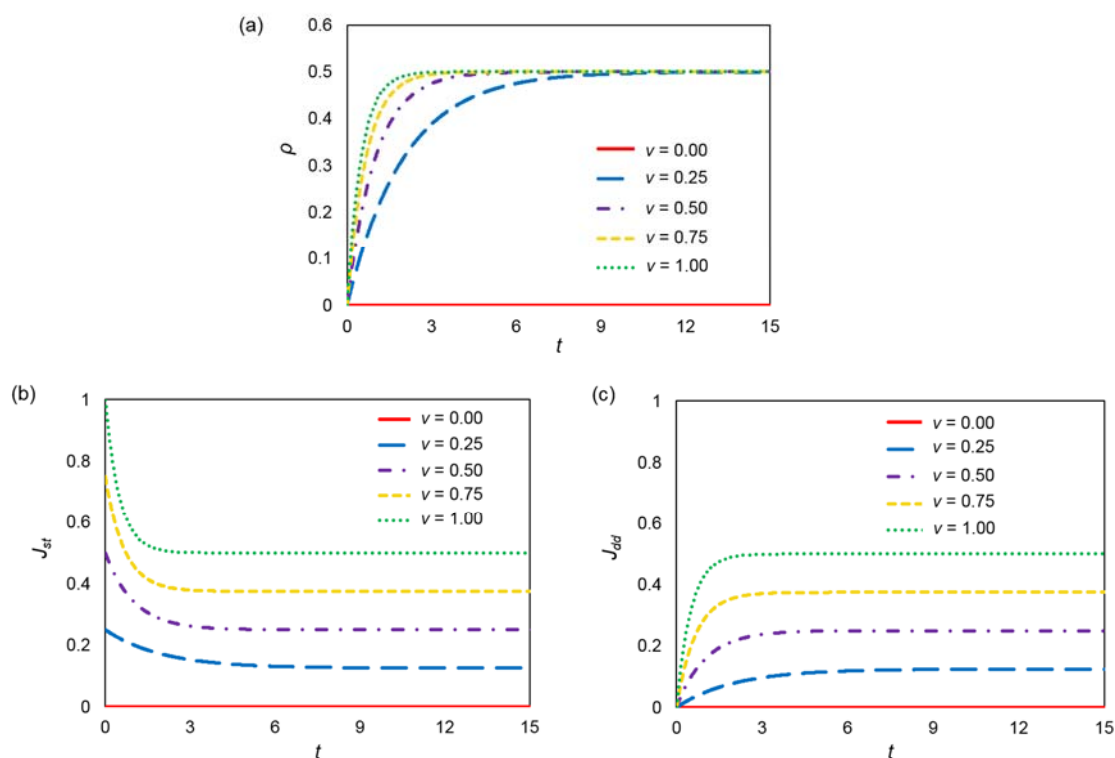 (a)
0.6
0.5
0.4
0.3
0.2
0.1
0
ρ
v = 0.00
v = 0.25
v = 0.50
v = 0.75
v = 1.00
0 3 6 9 12 15
t
(b)
1
0.8
0.6
0.4
0.2
0
J_st
v = 0.00
v = 0.25
v = 0.50
v = 0.75
v = 1.00
0 3 6 9 12 15
t
(c)
1
0.8
0.6
0.4
0.2
0
J_dd
v = 0.00
v = 0.25
v = 0.50
v = 0.75
v = 1.00
0 3 6 9 12 15
t